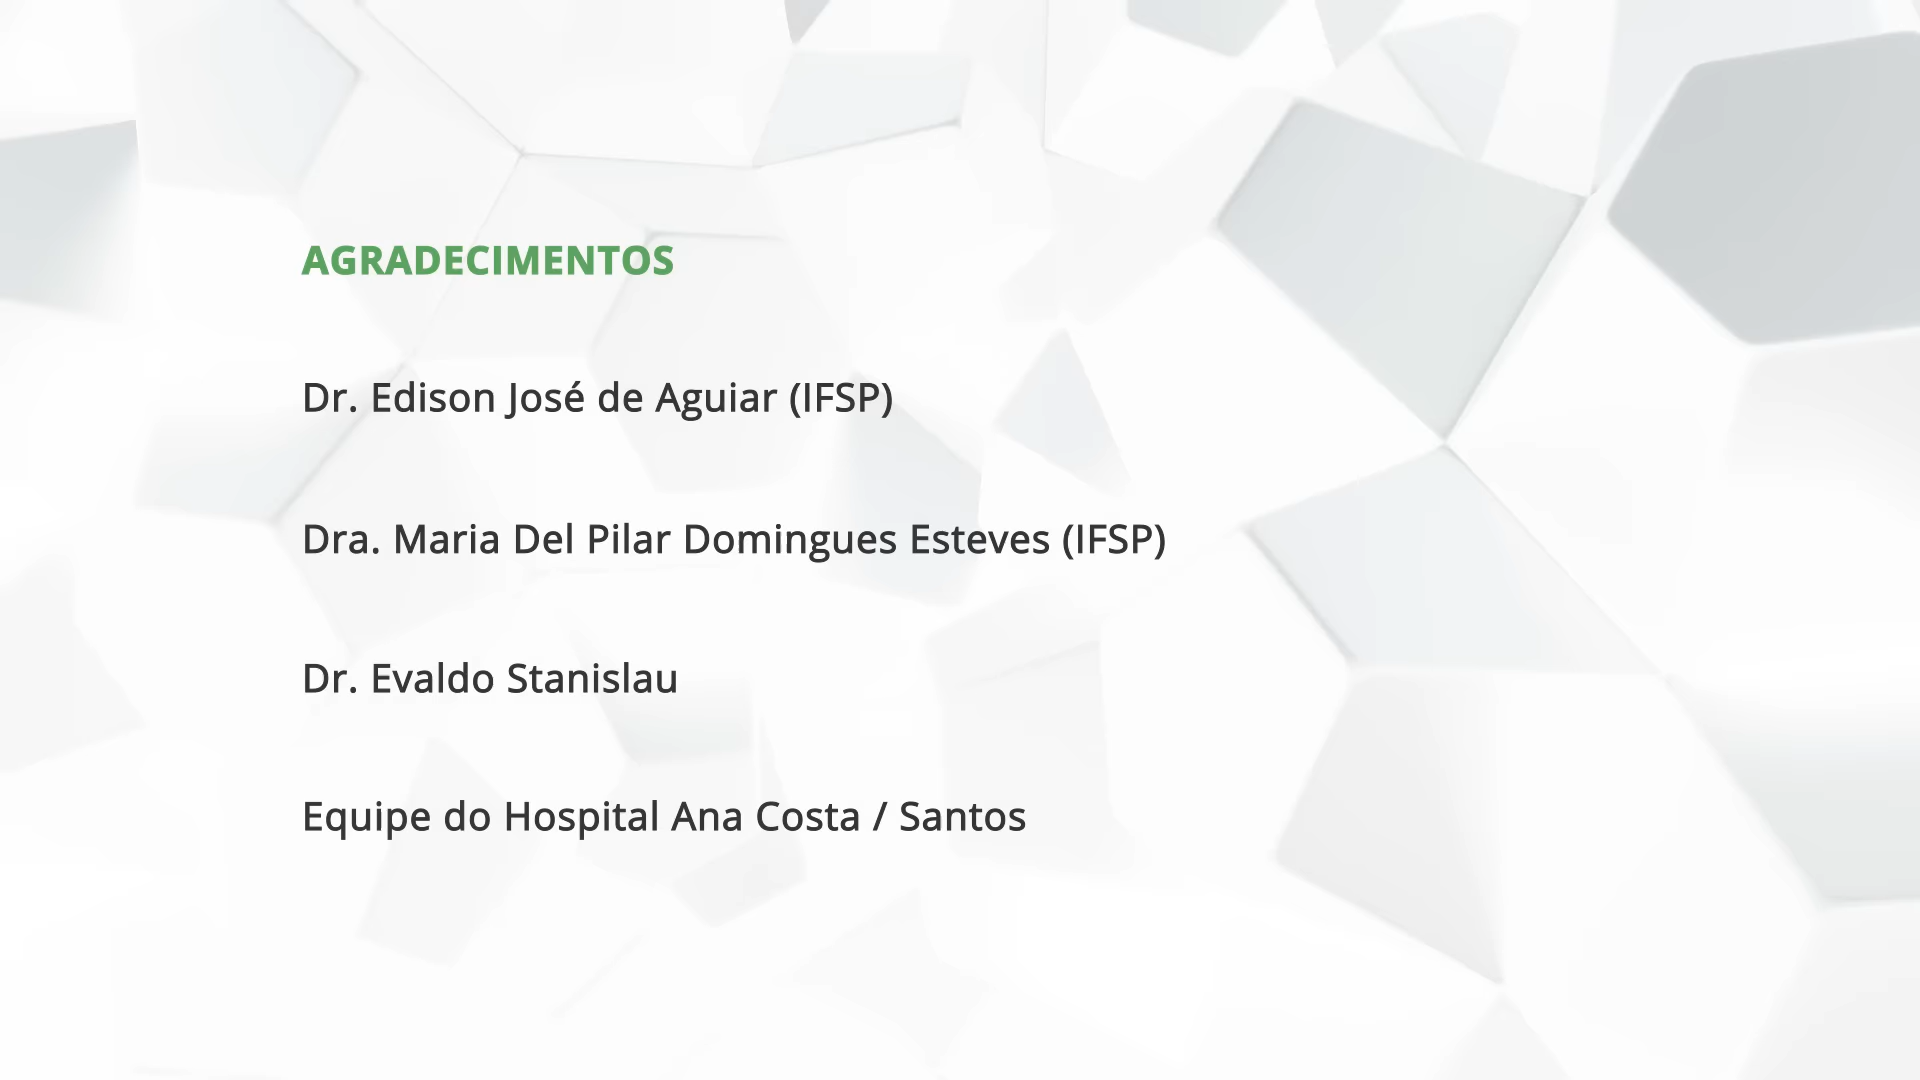 AGRADECIMENTOS
Dr. Edison José de Aguiar (IFSP)
Dra. Maria Del Pilar Domingues Esteves (IFSP)
Dr. Evaldo Stanislau
Equipe do Hospital Ana Costa / Santos